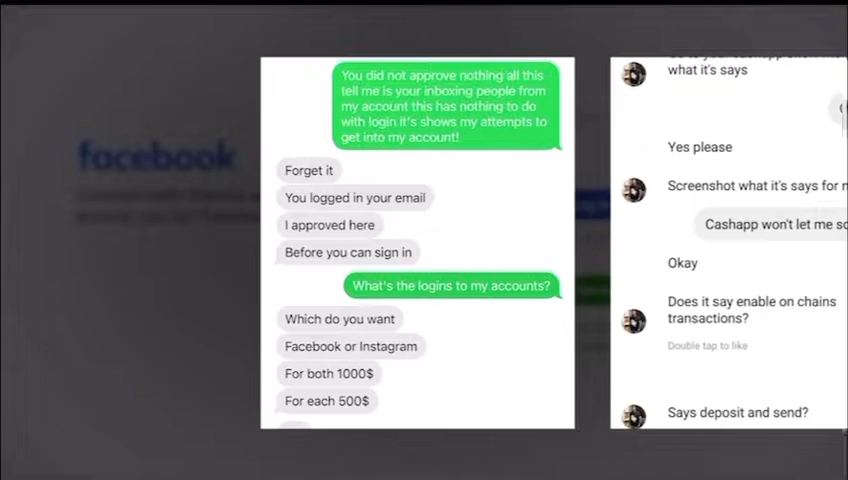 facebook
You did not approve nothing all this
tell me is your inboxing people from
my account this has nothing to do
with login it's shows my attempts to
get into my account!
Forget it
You logged in your email
I approved here
Before you can sign in
What's the logins to my accounts?
Which do you want
Facebook or Instagram
For both 1000$
For each 500$
what it's says
Yes please
Screenshot what it's says for
Cashapp won't let me
Okay
Does it say enable on chains
transactions?
Double tap to like
Says deposit and send?